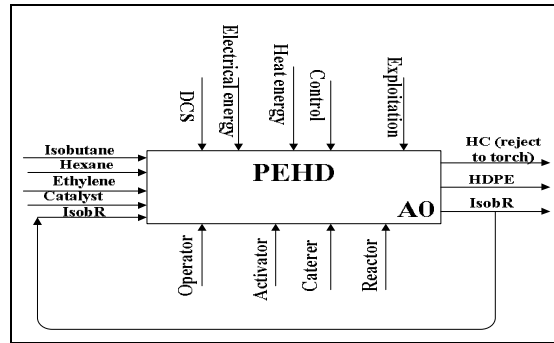 DCS
Electrical energy
Heat energy
Control
Exploitation
Isobutane
Hexane
Ethylene
Catalyst
IsobR
PEHD
A0
HC (reject
to torch)
HDPE
IsobR
Operator
Activator
Caterer
Reactor